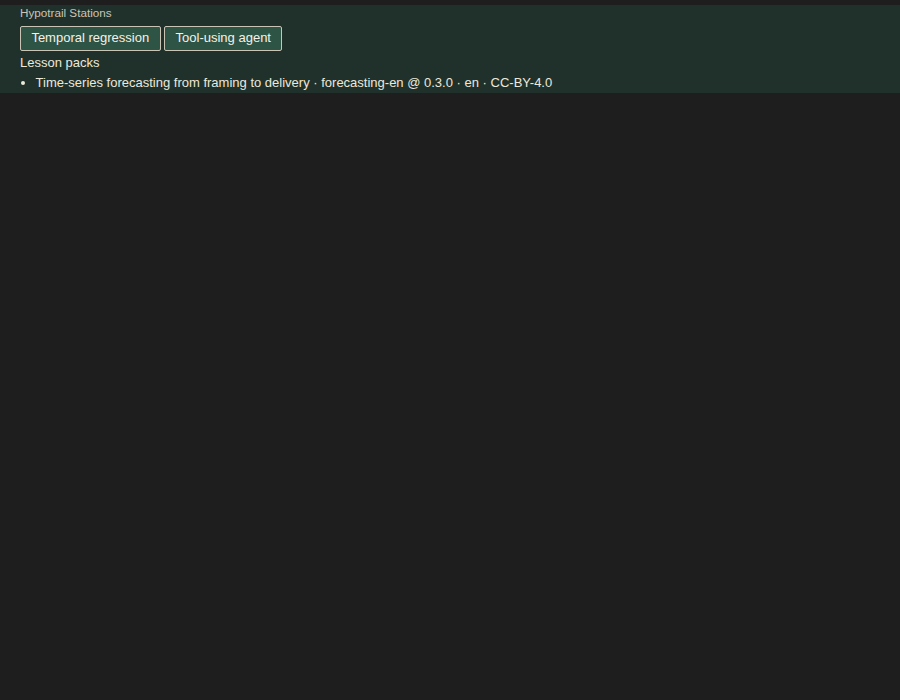 Hypotrail Stations
Temporal regression Tool-using agent
Lesson packs
• Time-series forecasting from framing to delivery · forecasting-en @ 0.3.0 · en · CC-BY-4.0